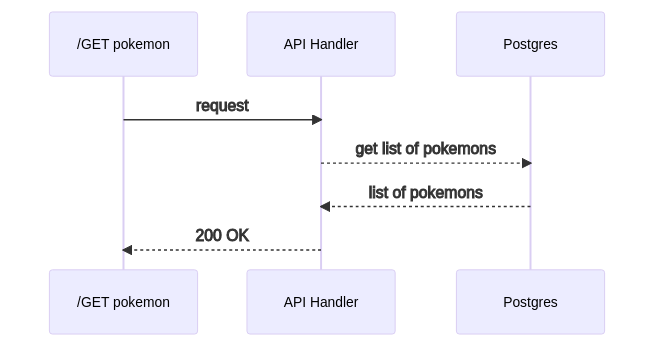 /GET pokemon
API Handler
Postgres
request
get list of pokemons
list of pokemons
200 OK
/GET pokemon
API Handler
Postgres